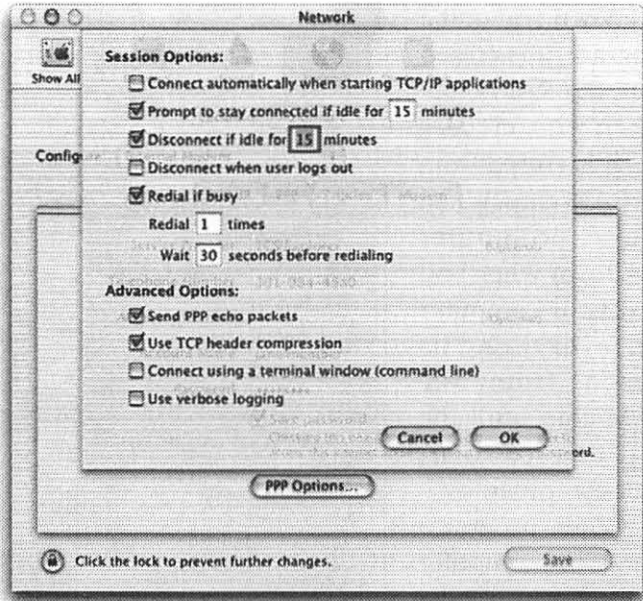 Network
Show All
Session Options:
Connect automatically when starting TCP/IP applications
Prompt to stay connected if idle for 15 minutes
Disconnect if idle for 15 minutes
Disconnect when user logs out
Redial if busy
Redial 1 times
Wait 30 seconds before redialing
Advanced Options:
Send PPP echo packets
Use TCP header compression
Connect using a terminal window (command line)
Use verbose logging
Save password
Cancel OK
PPP Options...
Click the lock to prevent further changes. Save